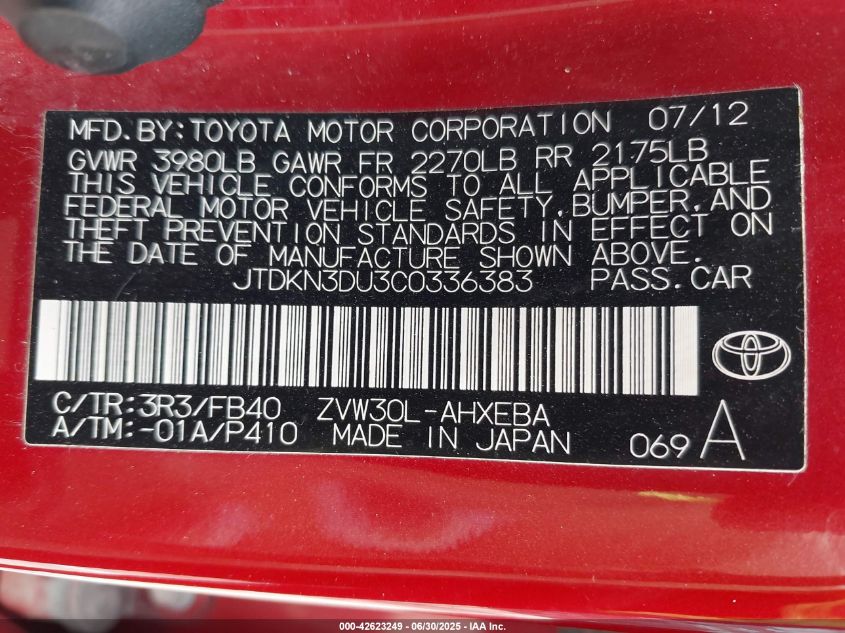 MFD. BY: TOYOTA MOTOR CORPORATION 07/12
GVWR 3980LB GAWR FR 2270LB RR 2175LB
THIS VEHICLE CONFORMS TO ALL APPLICABLE
FEDERAL MOTOR VEHICLE SAFETY, BUMPER, AND
THEFT PREVENTION STANDARDS IN EFFECT ON
THE DATE OF MANUFACTURE SHOWN ABOVE.
JTDKN3DU3C0336383 PASS. CAR
C/TR: 3R3/FB40 ZVW30L-AHXEBA
A/TM: -01A/P410 MADE IN JAPAN 069 A
000-42623249 - 06/30/2025 - IAA Inc.